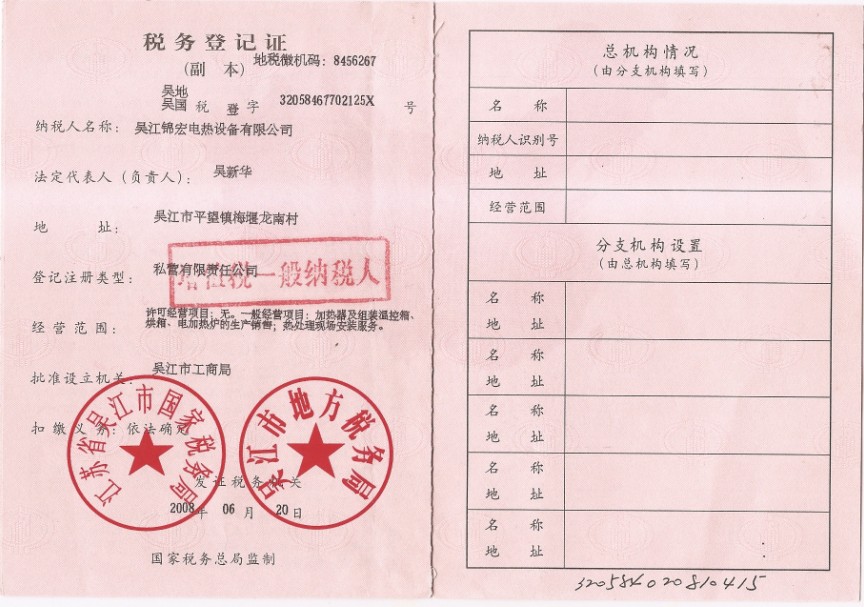 税务登记证
(副 本)
地税微机码：8456267
吴地
吴国 税 登 字 32058467702125X 号
纳税人名称：吴江锦宏电热设备有限公司
法定代表人（负责人）：吴新华
地 址：吴江市平望镇梅堰龙南村
登记注册类型：私营有限责任公司
增值税一般纳税人
经营范围：许可经营项目：无。一般经营项目：加热器及组装温控箱、
烘箱、电加热炉的生产销售；热处理现场安装服务。
批准设立机关：吴江市工商局
扣缴义务：依法确定
江苏省吴江市国家税务局
吴江市地方税务局
发证税务机关
2008年 06 月 20 日
国家税务总局监制
总机构情况
(由分支机构填写)
名 称
纳税人识别号
地 址
经营范围
分支机构设置
(由总机构填写)
名 称
地 址
名 称
地 址
名 称
地 址
名 称
地 址
名 称
地 址
320584020810415